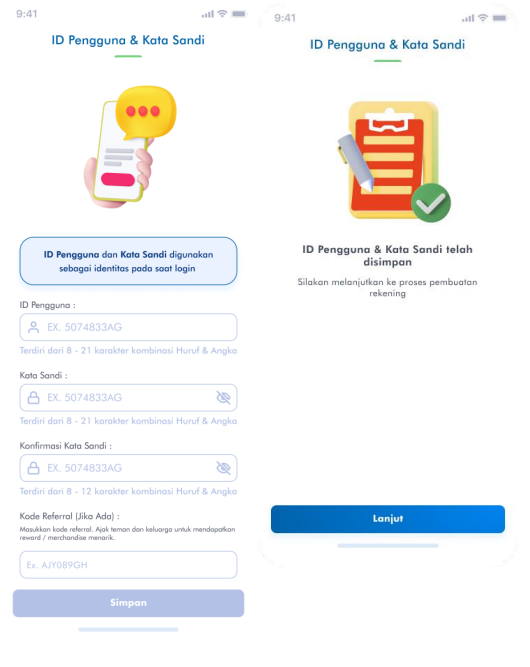 9:41
ID Pengguna & Kata Sandi
ID Pengguna dan Kata Sandi digunakan
sebagai identitas pada saat login
ID Pengguna :
EX. 5074833AG
Terdiri dari 8 - 21 karakter kombinasi Huruf & Angka
Kata Sandi :
EX. 5074833AG
Terdiri dari 8 - 21 karakter kombinasi Huruf & Angka
Konfirmasi Kata Sandi :
EX. 5074833AG
Terdiri dari 8 - 12 karakter kombinasi Huruf & Angka
Kode Referral (Jika Ada) :
Masukkan kode referral. Ajak teman dan keluarga untuk mendapatkan
reward / merchandise menarik.
Ex. AJY089GH
Simpan
9:41
ID Pengguna & Kata Sandi
ID Pengguna & Kata Sandi telah
disimpan
Silakan melanjutkan ke proses pembuatan
rekening
Lanjut